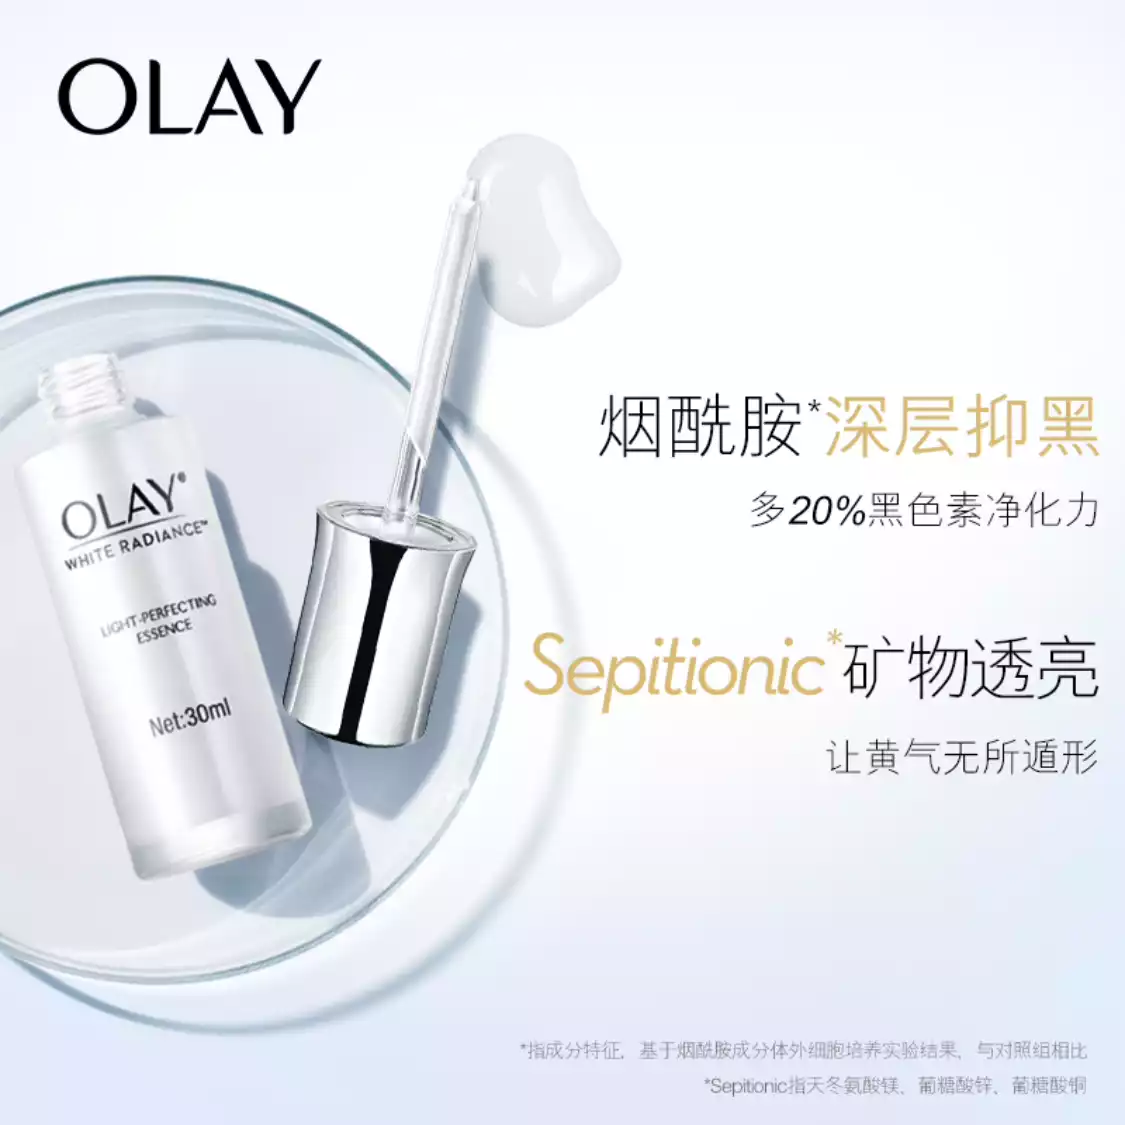 OLAY
OLAY®
WHITE RADIANCE™
LIGHT-PERFECTING
ESSENCE
Net:30ml
烟酰胺*深层抑黑
多20%黑色素净化力
Sepitionic*矿物透亮
让黄气无所遁形
*指成分特征，基于烟酰胺成分体外细胞培养实验结果，与对照组相比
*Sepitionic指天冬氨酸镁、葡糖酸锌、葡糖酸铜